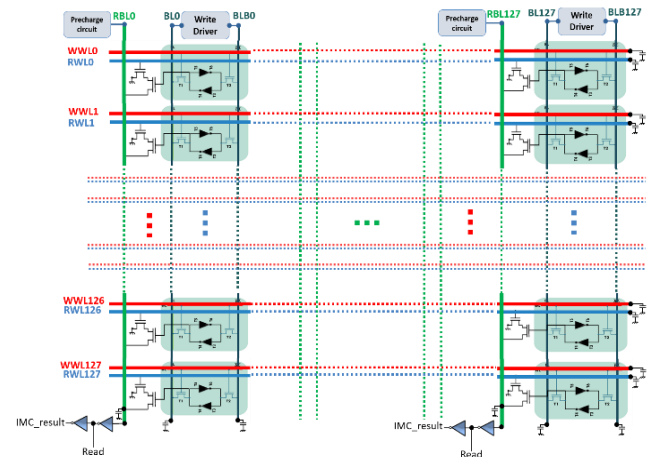 Precharge circuit
RBL0
BL0
Write Driver
BLB0
Precharge circuit
RBL127
BL127
Write Driver
BLB127
WWL0
RWL0
WWL1
RWL1
WWL126
RWL126
WWL127
RWL127
IMC_result
Read
IMC_result
Read